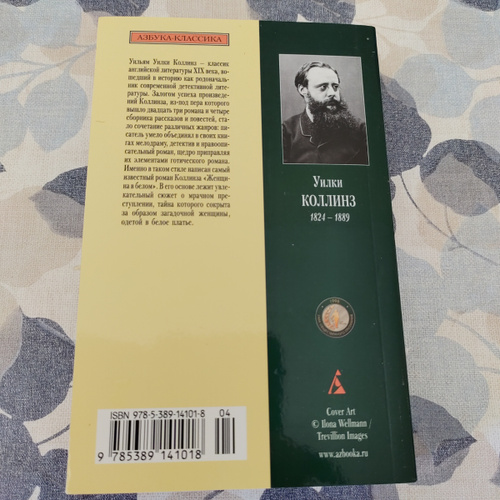 АЗБУКА-КЛАССИКА
Уильям Уилки Коллинз – классик
английской литературы XIX века, во-
шедший в историю как родоначаль-
ник современной детективной лите-
ратуры. Залогом успеха произведе-
ний Коллинза, из-под пера которого
вышло двадцать три романа и четыре
сборника рассказов и повестей, ста-
ло сочетание различных жанров: пи-
сатель умело объединил в своих кни-
гах мелодраму, детектив и нравоопи-
сательный роман, щедро приправляя
их элементами готического романа.
Именно в таком стиле написан самый
известный роман Коллинза «Женщи-
на в белом». В его основе лежит увле-
кательный сюжет о мрачном прес-
туплении, тайна которого сокрыта
за образом загадочной женщины,
одетой в белое платье.
Уилки
КОЛЛИНЗ
1824 – 1889
Cover Art
© Ilona Wellmann /
Trevillion Images
www.azbooka.ru
ISBN 978-5-389-14101-8 04
9 785389 141018